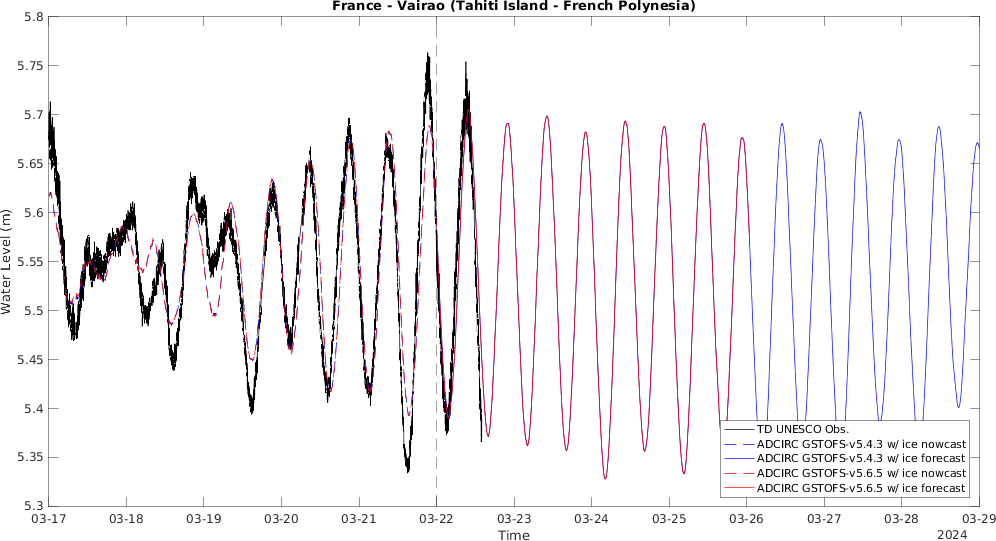 France - Vairao (Tahiti Island - French Polynesia)
5.8
5.75
5.7
5.65
5.6
5.55
5.5
5.45
5.4
5.35
5.3
Water Level (m)
TD UNESCO Obs.
ADCIRC GSTOFS-v5.4.3 w/ ice nowcast
ADCIRC GSTOFS-v5.4.3 w/ ice forecast
ADCIRC GSTOFS-v5.6.5 w/ ice nowcast
ADCIRC GSTOFS-v5.6.5 w/ ice forecast
03-17 03-18 03-19 03-20 03-21 03-22 03-23 03-24 03-25 03-26 03-27 03-28 03-29
Time
2024